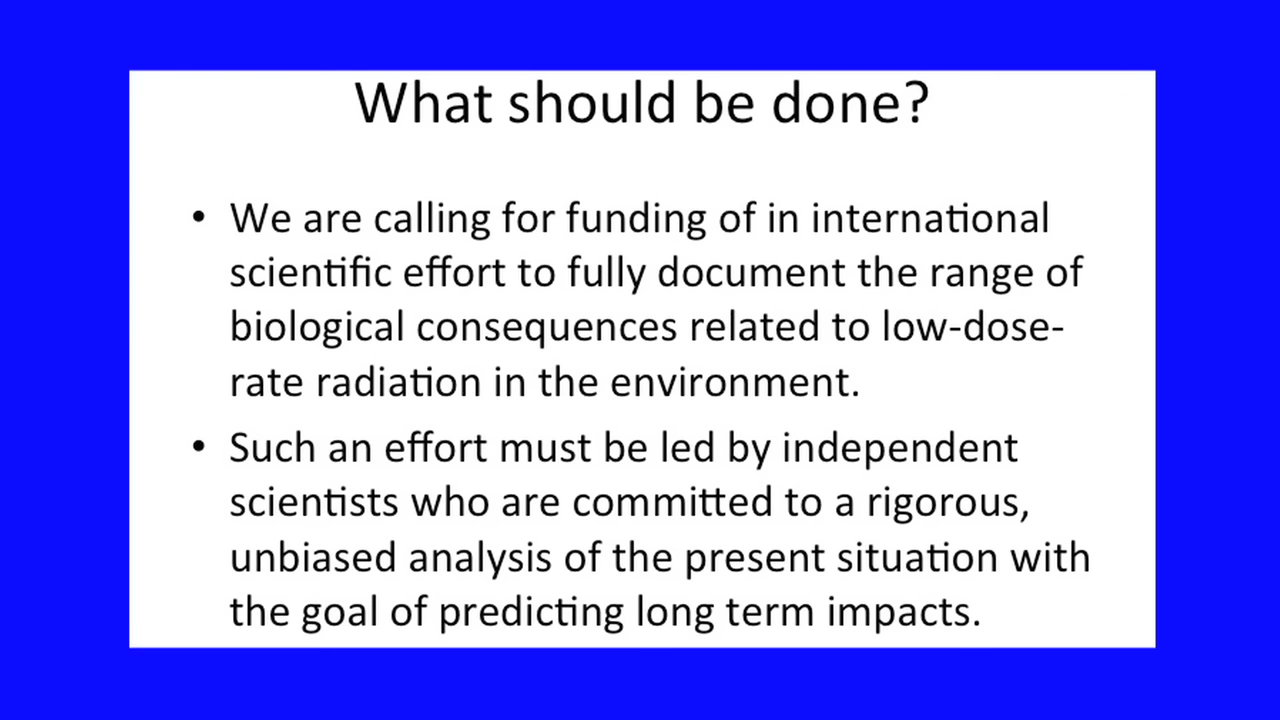 What should be done?
• We are calling for funding of in international
scientific effort to fully document the range of
biological consequences related to low-dose-
rate radiation in the environment.
• Such an effort must be led by independent
scientists who are committed to a rigorous,
unbiased analysis of the present situation with
the goal of predicting long term impacts.